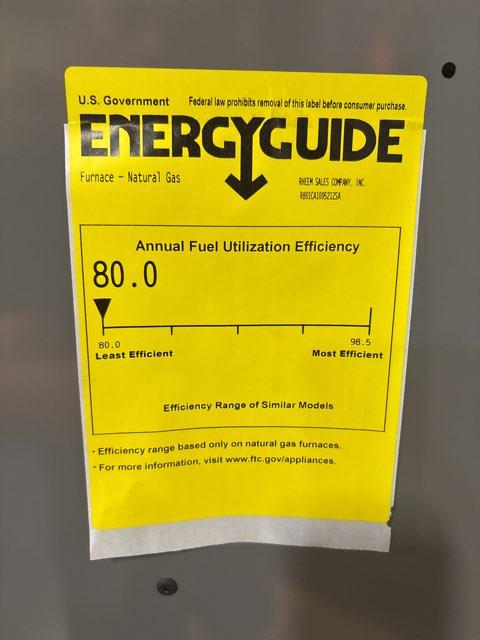 U.S. Government Federal law prohibits removal of this label before consumer purchase.
ENERGYGUIDE
Furnace - Natural Gas
RHEEM SALES COMPANY, INC.
R801CA100521ZSA
Annual Fuel Utilization Efficiency
80.0
80.0 98.5
Least Efficient Most Efficient
Efficiency Range of Similar Models
- Efficiency range based only on natural gas furnaces.
- For more information, visit www.ftc.gov/appliances.